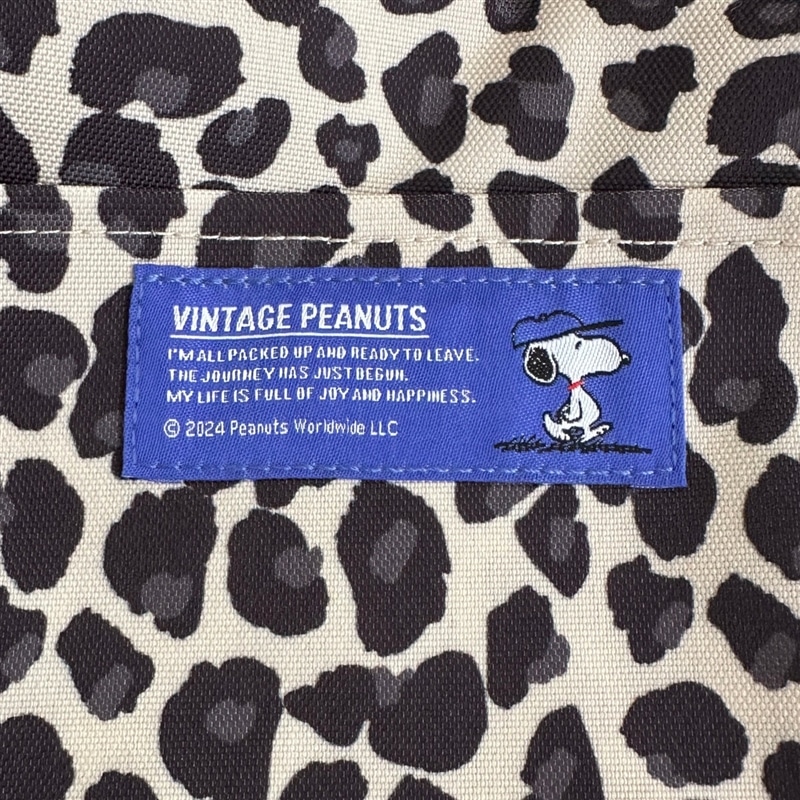 VINTAGE PEANUTS
I'M ALL PACKED UP AND READY TO LEAVE.
THE JOURNEY HAS JUST BEGUN.
MY LIFE IS FULL OF JOY AND HAPPINESS.
© 2024 Peanuts Worldwide LLC